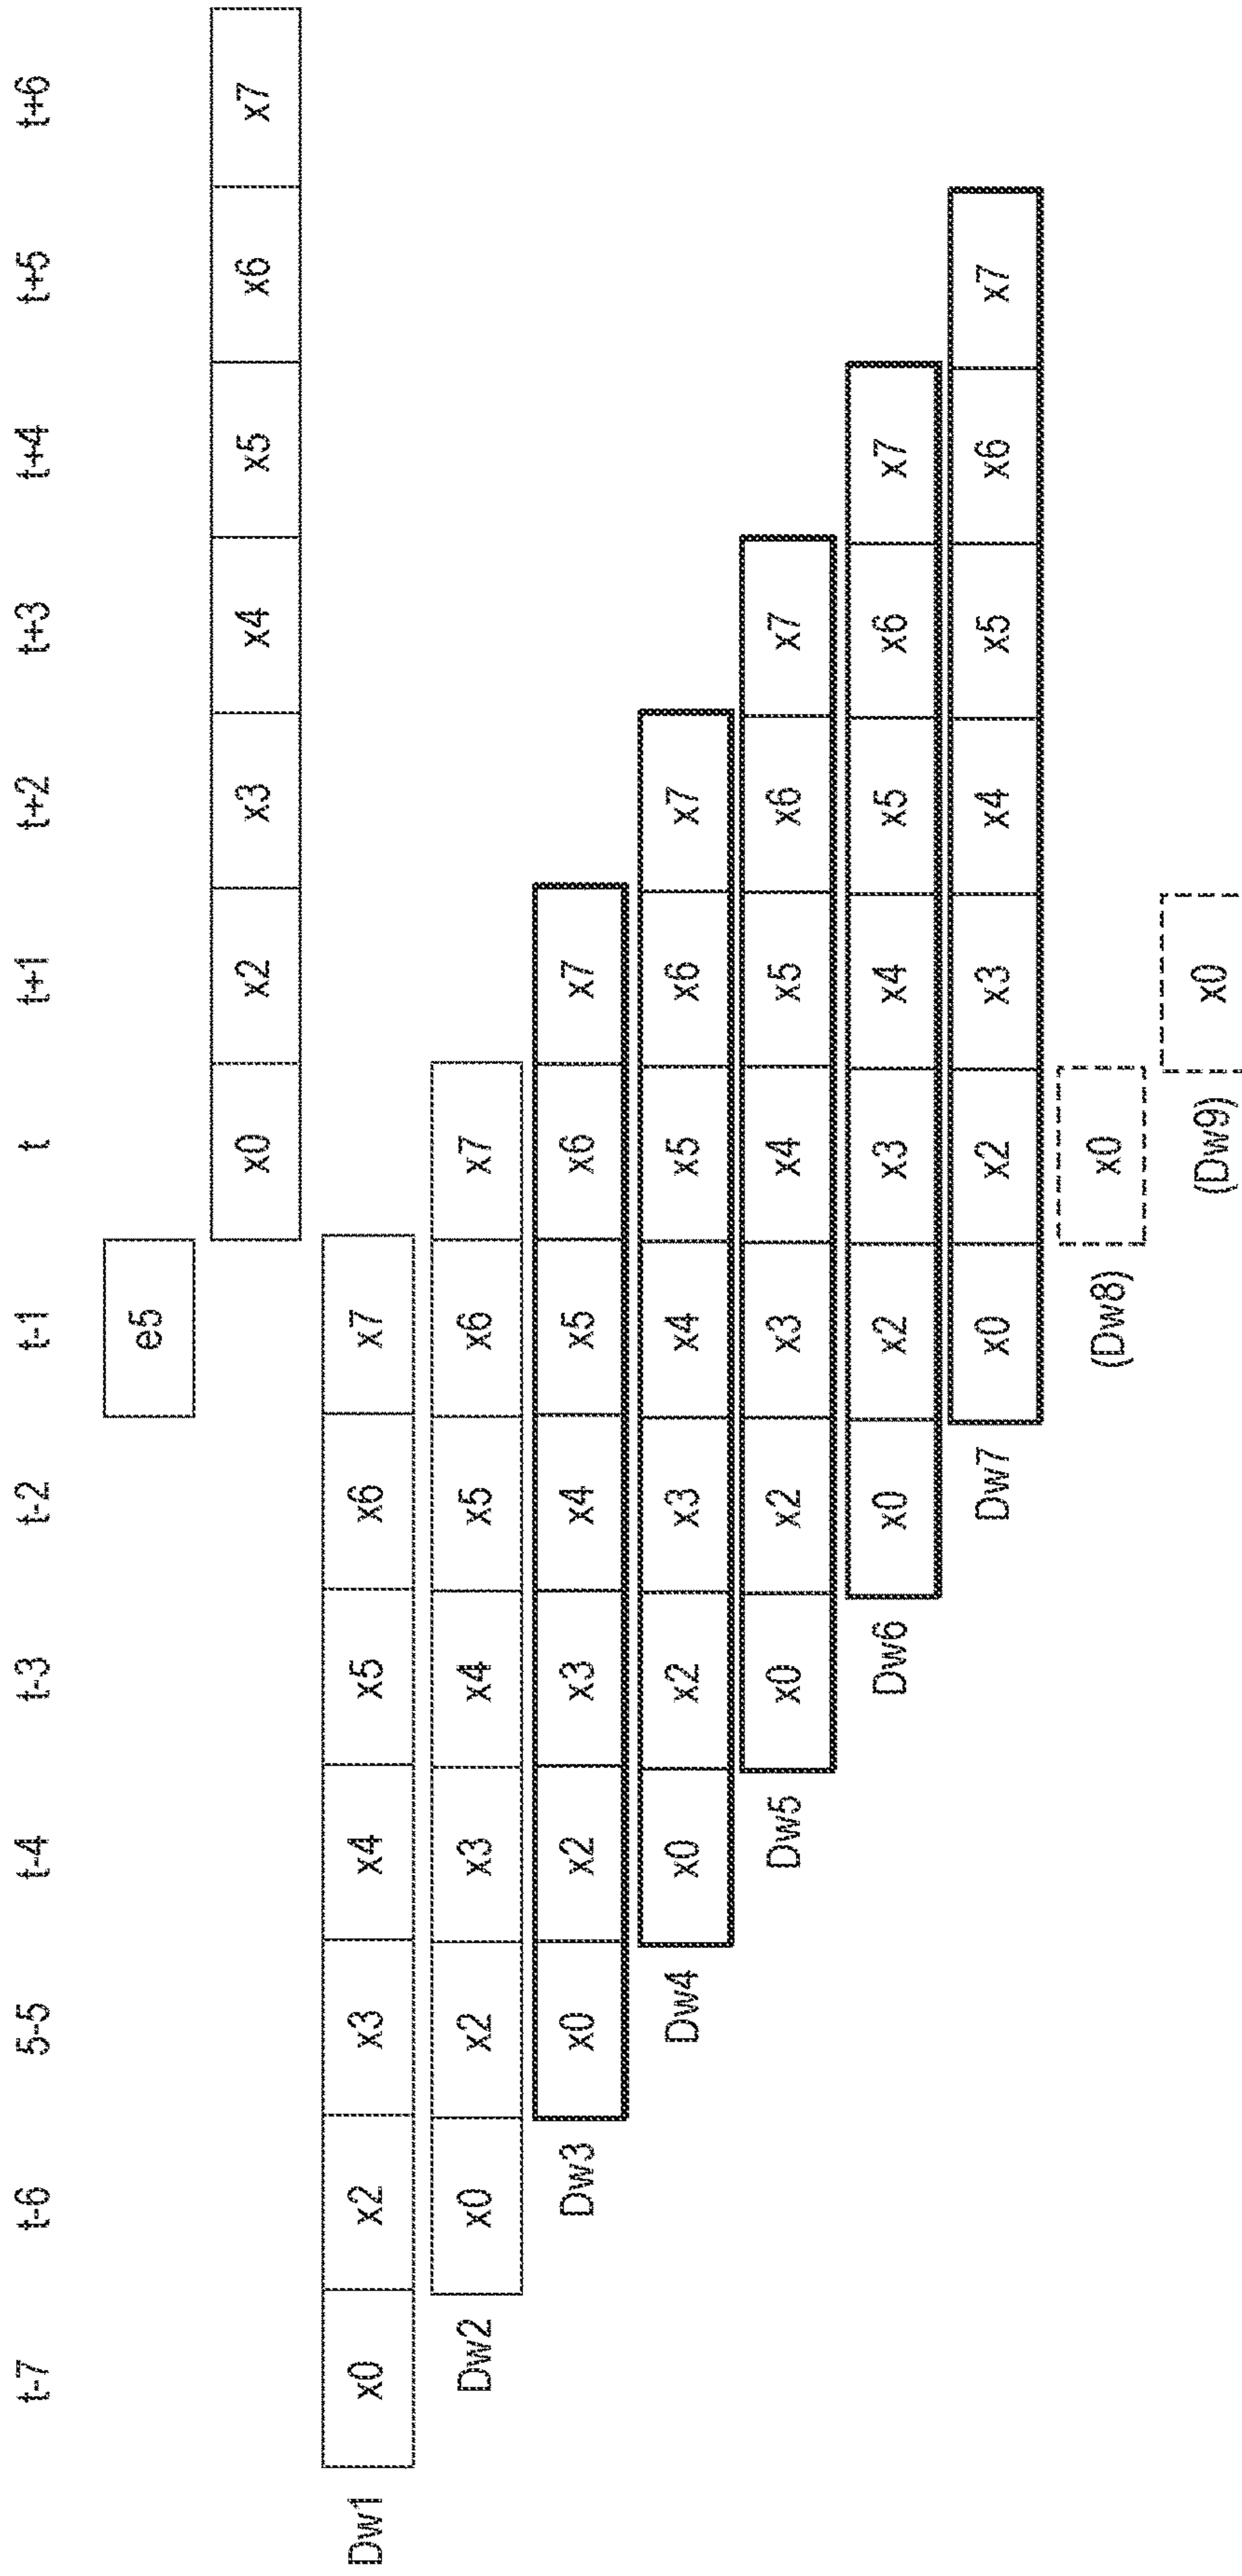 t-7 t-6 5-5 t-4 t-3 t-2 t-1 t t+1 t+2 t+3 t+4 t+5 t+6
e5
x0 x2 x3 x4 x5 x6 x7
Dw1 x0 x2 x3 x4 x5 x6 x7
Dw2 x0 x2 x3 x4 x5 x6 x7
Dw3 x0 x2 x3 x4 x5 x6 x7
Dw4 x0 x2 x3 x4 x5 x6 x7
Dw5 x0 x2 x3 x4 x5 x6 x7
Dw6 x0 x2 x3 x4 x5 x6 x7
Dw7 x0 x2 x3 x4 x5 x6 x7
(Dw8) x0
(Dw9) x0